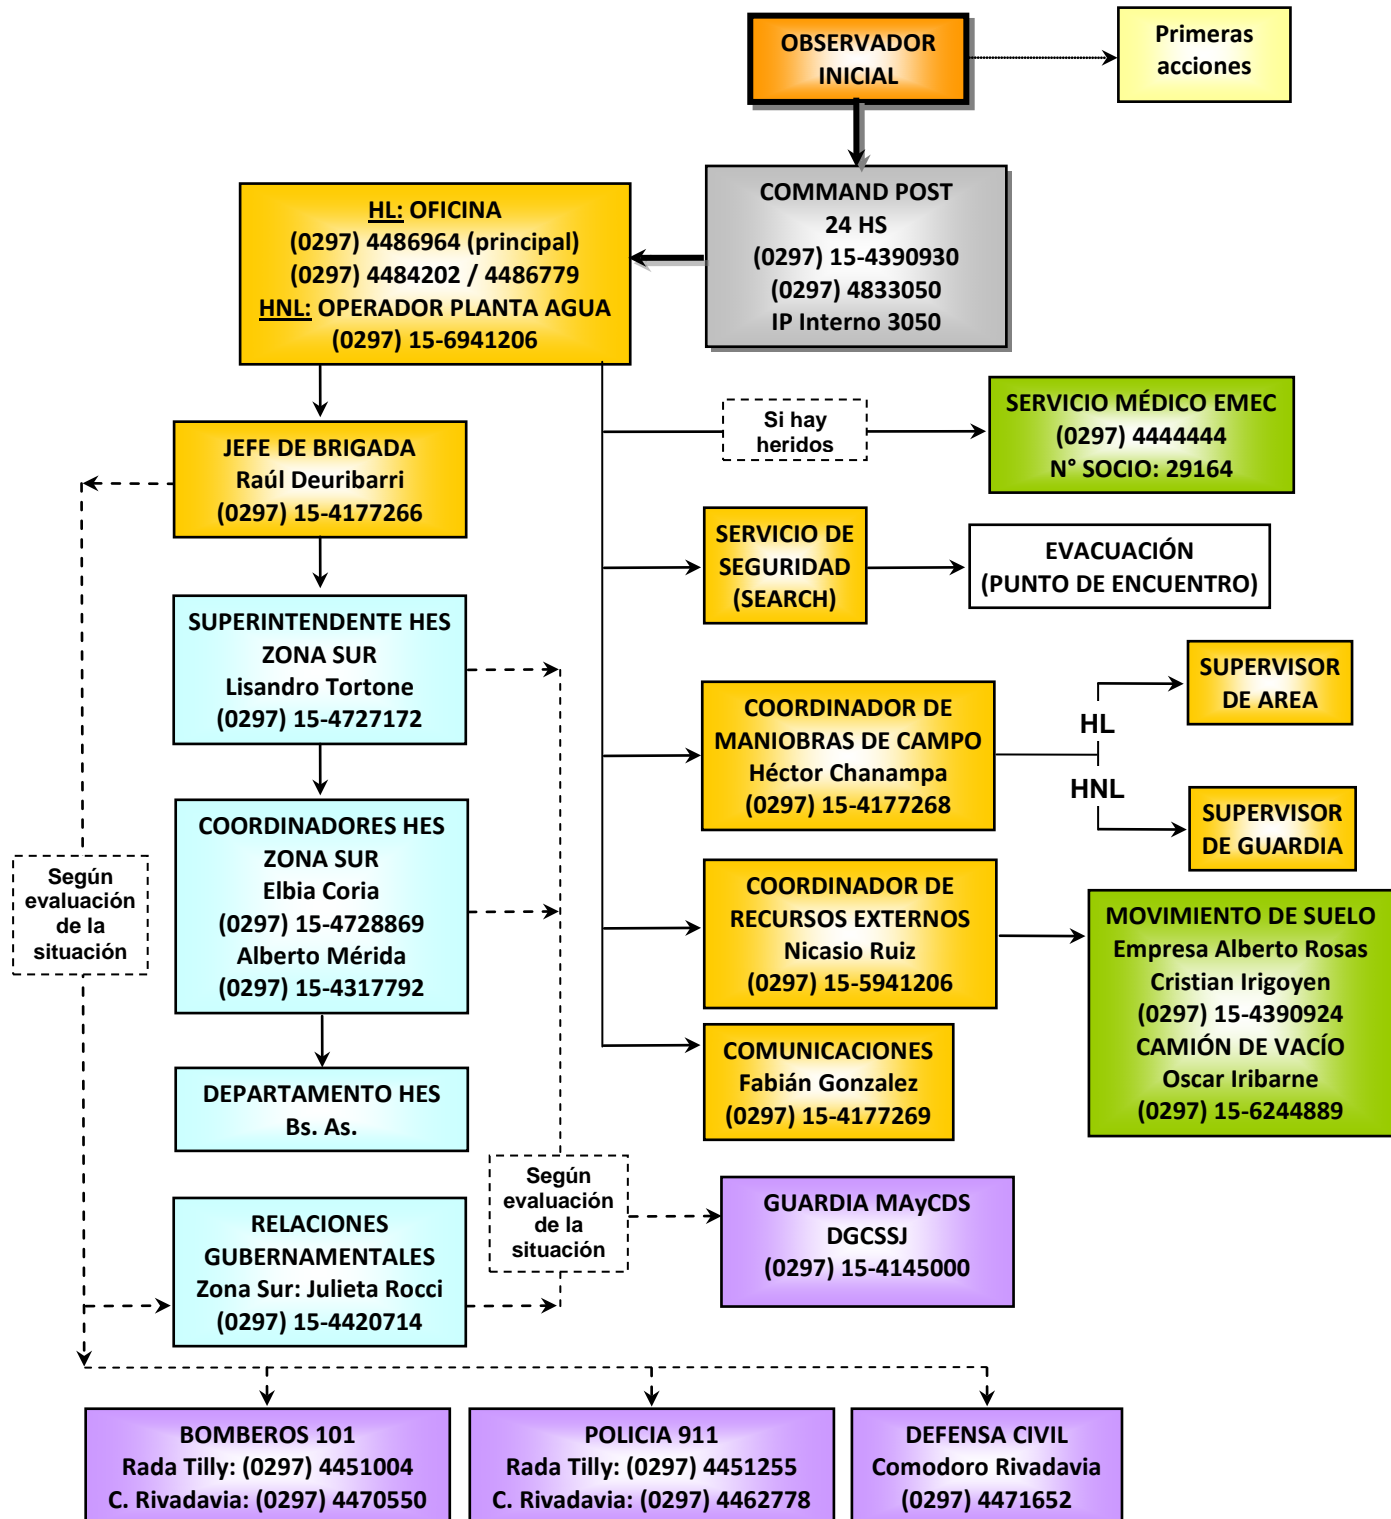 OBSERVADOR
INICIAL
Primeras
acciones
COMMAND POST
24 HS
(0297) 15-4390930
(0297) 4833050
IP Interno 3050
HL: OFICINA
(0297) 4486964 (principal)
(0297) 4484202 / 4486779
HNL: OPERADOR PLANTA AGUA
(0297) 15-6941206
Si hay
heridos
SERVICIO MÉDICO EMEC
(0297) 4444444
N° SOCIO: 29164
JEFE DE BRIGADA
Raúl Deuribarri
(0297) 15-4177266
SERVICIO DE
SEGURIDAD
(SEARCH)
EVACUACIÓN
(PUNTO DE ENCUENTRO)
SUPERINTENDENTE HES
ZONA SUR
Lisandro Tortone
(0297) 15-4727172
COORDINADOR DE
MANIOBRAS DE CAMPO
Héctor Chanampa
(0297) 15-4177268
HL
HNL
SUPERVISOR
DE AREA
SUPERVISOR
DE GUARDIA
COORDINADORES HES
ZONA SUR
Elbia Coria
(0297) 15-4728869
Alberto Mérida
(0297) 15-4317792
Según
evaluación
de la
situación
COORDINADOR DE
RECURSOS EXTERNOS
Nicasio Ruiz
(0297) 15-5941206
MOVIMIENTO DE SUELO
Empresa Alberto Rosas
Cristian Irigoyen
(0297) 15-4390924
CAMIÓN DE VACÍO
Oscar Iribarne
(0297) 15-6244889
COMUNICACIONES
Fabián Gonzalez
(0297) 15-4177269
DEPARTAMENTO HES
Bs. As.
Según
evaluación
de la
situación
GUARDIA MAyCDS
DGCSSJ
(0297) 15-4145000
RELACIONES
GUBERNAMENTALES
Zona Sur: Julieta Rocci
(0297) 15-4420714
BOMBEROS 101
Rada Tilly: (0297) 4451004
C. Rivadavia: (0297) 4470550
POLICIA 911
Rada Tilly: (0297) 4451255
C. Rivadavia: (0297) 4462778
DEFENSA CIVIL
Comodoro Rivadavia
(0297) 4471652